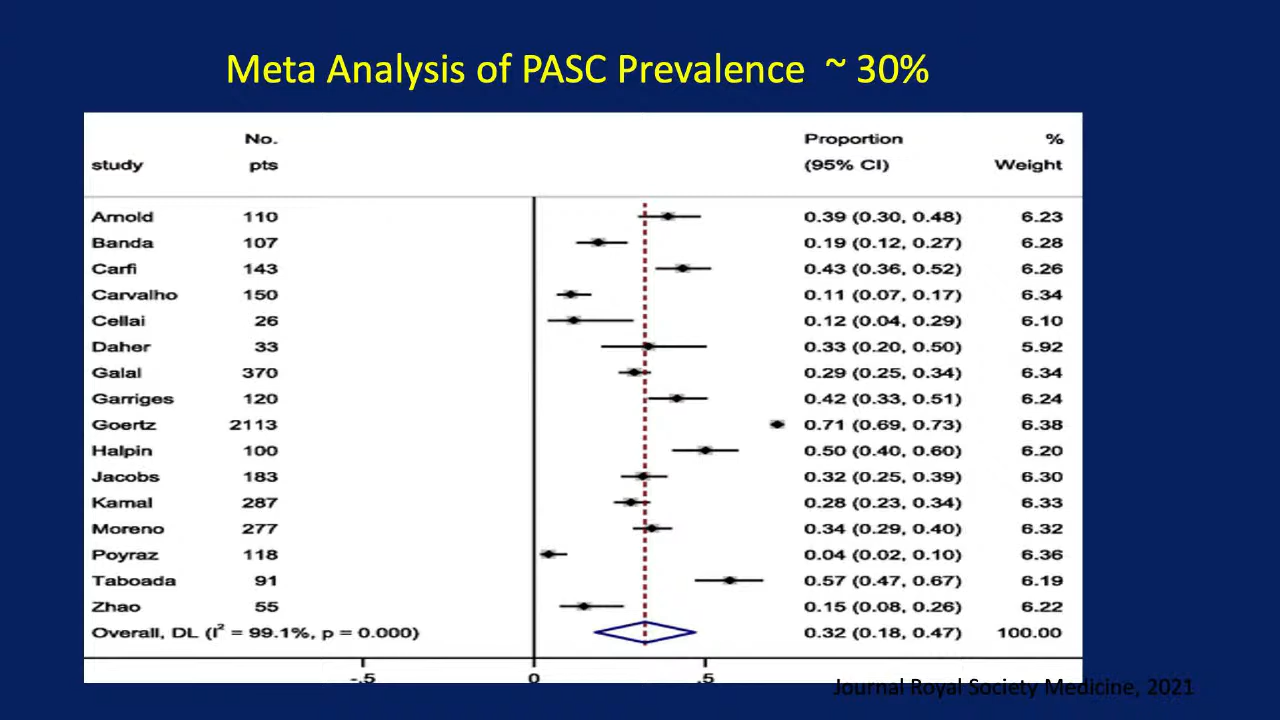 Meta Analysis of PASC Prevalence ~ 30%
No. Proportion %
study pts (95% CI) Weight
Arnold 110 0.39 (0.30, 0.48) 6.23
Banda 107 0.19 (0.12, 0.27) 6.28
Carfi 143 0.43 (0.36, 0.52) 6.26
Carvalho 150 0.11 (0.07, 0.17) 6.34
Cellai 26 0.12 (0.04, 0.29) 6.10
Daher 33 0.33 (0.20, 0.50) 5.92
Galal 370 0.29 (0.25, 0.34) 6.34
Garriges 120 0.42 (0.33, 0.51) 6.24
Goertz 2113 0.71 (0.69, 0.73) 6.38
Halpin 100 0.50 (0.40, 0.60) 6.20
Jacobs 183 0.32 (0.25, 0.39) 6.30
Kamal 287 0.28 (0.23, 0.34) 6.33
Moreno 277 0.34 (0.29, 0.40) 6.32
Poyraz 118 0.04 (0.02, 0.10) 6.36
Taboada 91 0.57 (0.47, 0.67) 6.19
Zhao 55 0.15 (0.08, 0.26) 6.22
Overall, DL (I² = 99.1%, p = 0.000) 0.32 (0.18, 0.47) 100.00
-.5 0 .5
Journal Royal Society Medicine, 2021